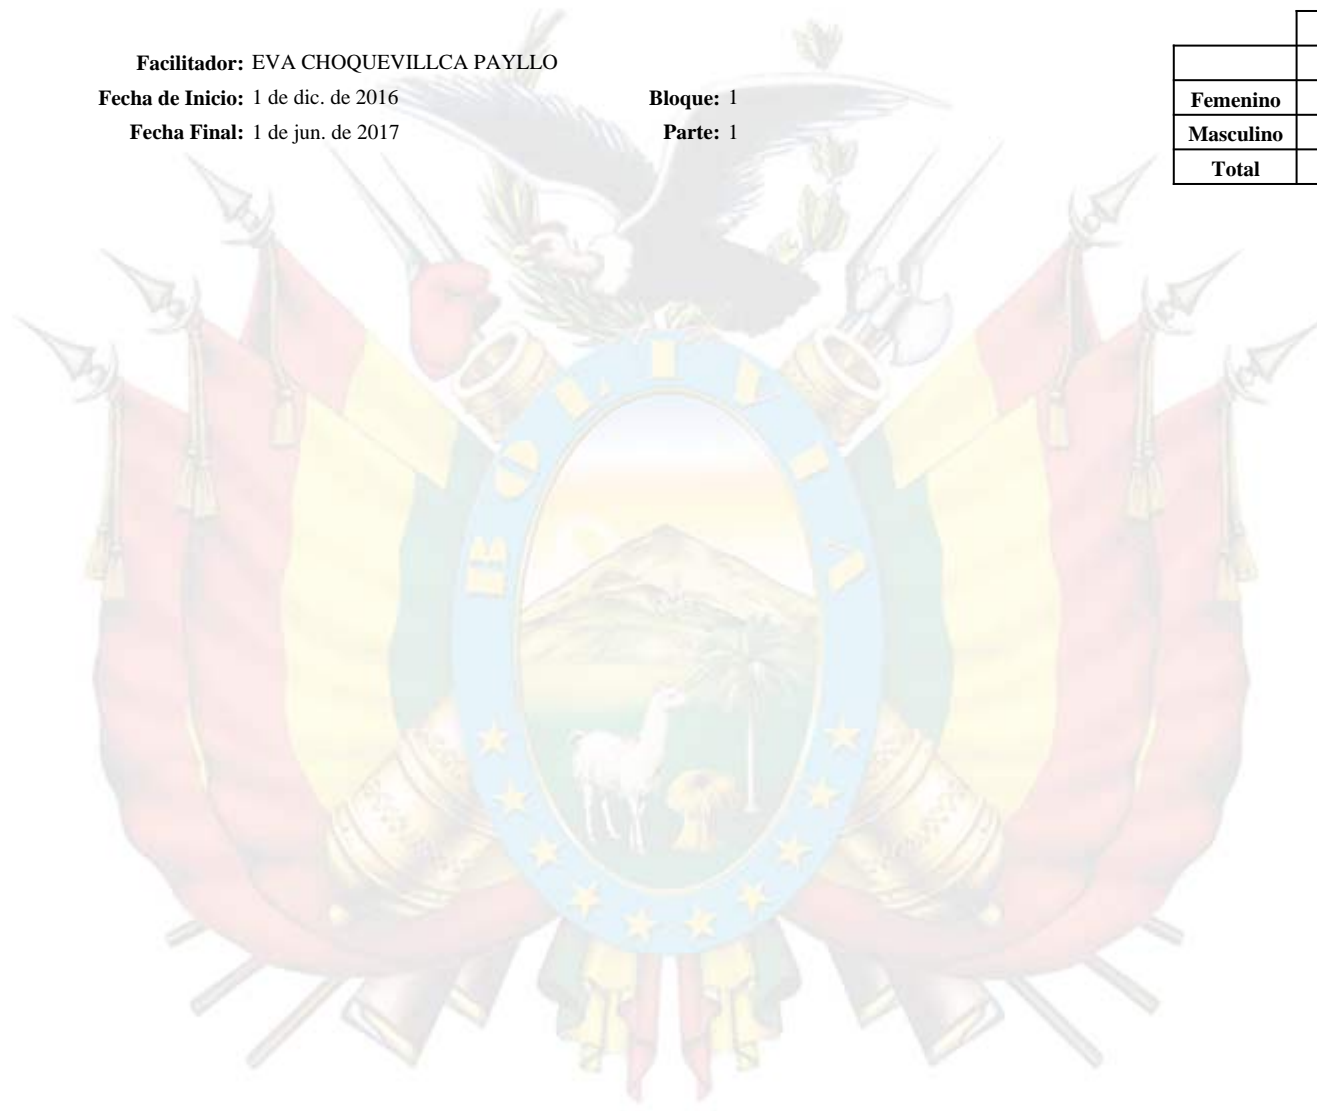 Facilitador: EVA CHOQUEVILLCA PAYLLO
Fecha de Inicio: 1 de dic. de 2016 Bloque: 1
Fecha Final: 1 de jun. de 2017 Parte: 1
Femenino
Masculino
Total
BOLIVIA